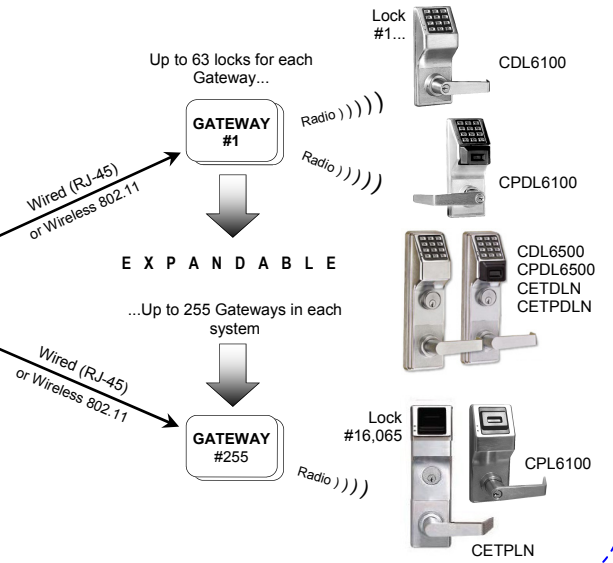 Lock
#1...
CDL6100
Up to 63 locks for each
Gateway...
GATEWAY
#1
Radio ) ) ) ) )
Radio ) ) ) ) )
CPDL6100
Wired (RJ-45)
or Wireless 802.11
E X P A N D A B L E
CDL6500
CPDL6500
CETDLN
CETPDLN
...Up to 255 Gateways in each
system
Wired (RJ-45)
or Wireless 802.11
GATEWAY
#255
Radio ) ) ) )
Lock
#16,065
CPL6100
CETPLN